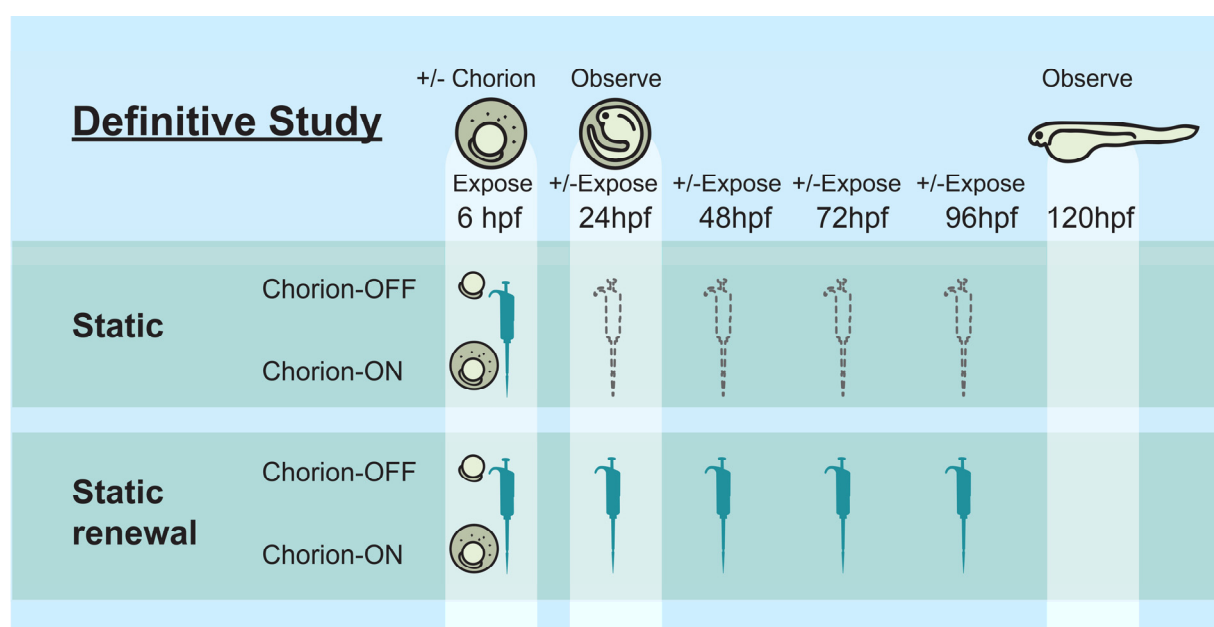 +/- Chorion Observe Observe
Definitive Study
Expose +/-Expose +/-Expose +/-Expose +/-Expose
6 hpf 24hpf 48hpf 72hpf 96hpf 120hpf
Chorion-OFF
Static
Chorion-ON
Chorion-OFF
Static
renewal
Chorion-ON